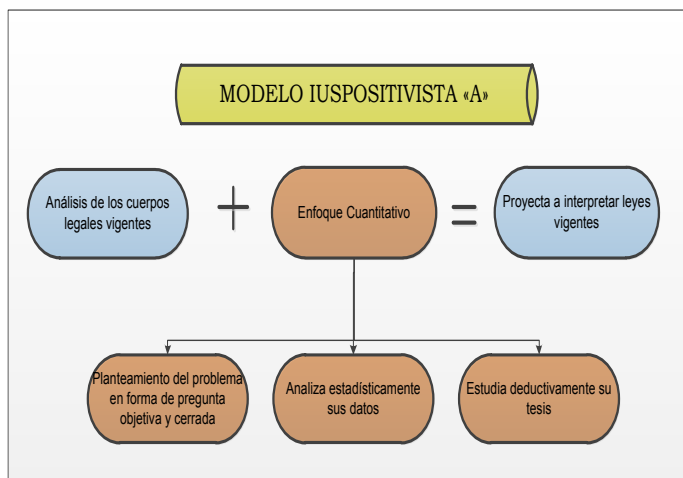 MODELO IUSPOSITIVISTA «A»
Análisis de los cuerpos
legales vigentes
+
Enfoque Cuantitativo
=
Proyecta a interpretar leyes
vigentes
Planteamiento del problema
en forma de pregunta
objetiva y cerrada
Analiza estadísticamente
sus datos
Estudia deductivamente su
tesis